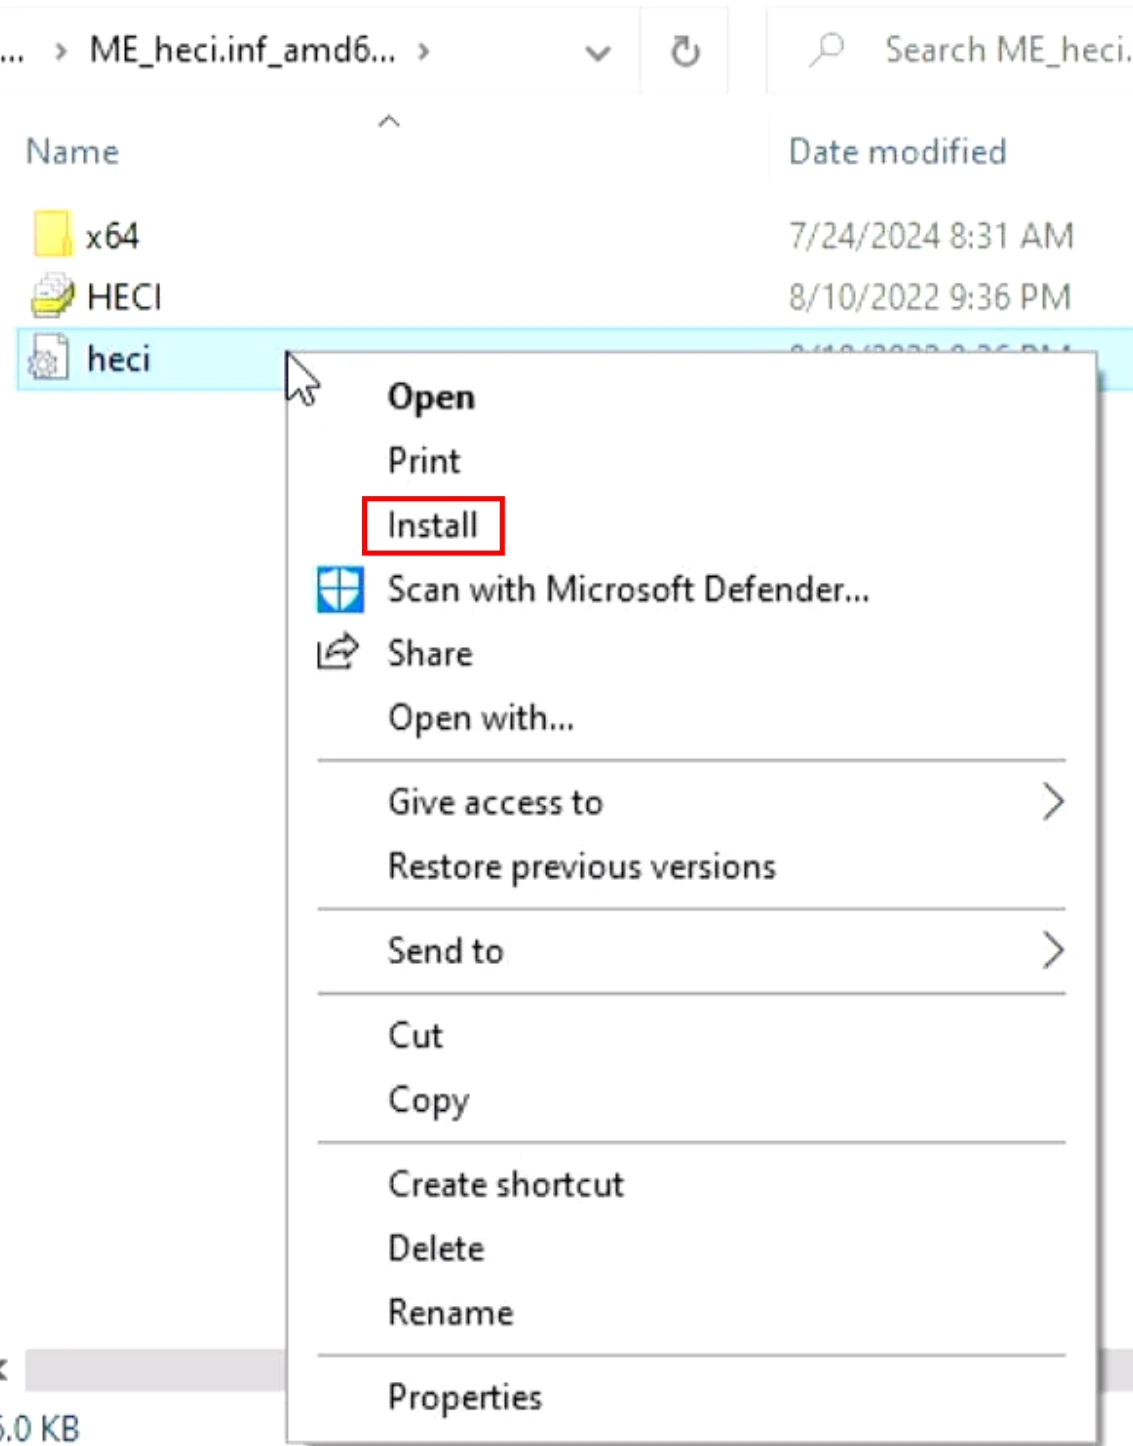 ... > ME_heci.inf_amd6... >
Search ME_heci.
Name
Date modified
x64
7/24/2024 8:31 AM
HECI
8/10/2022 9:36 PM
heci
Open
Print
Install
Scan with Microsoft Defender...
Share
Open with...
Give access to
Restore previous versions
Send to
Cut
Copy
Create shortcut
Delete
Rename
Properties
.0 KB